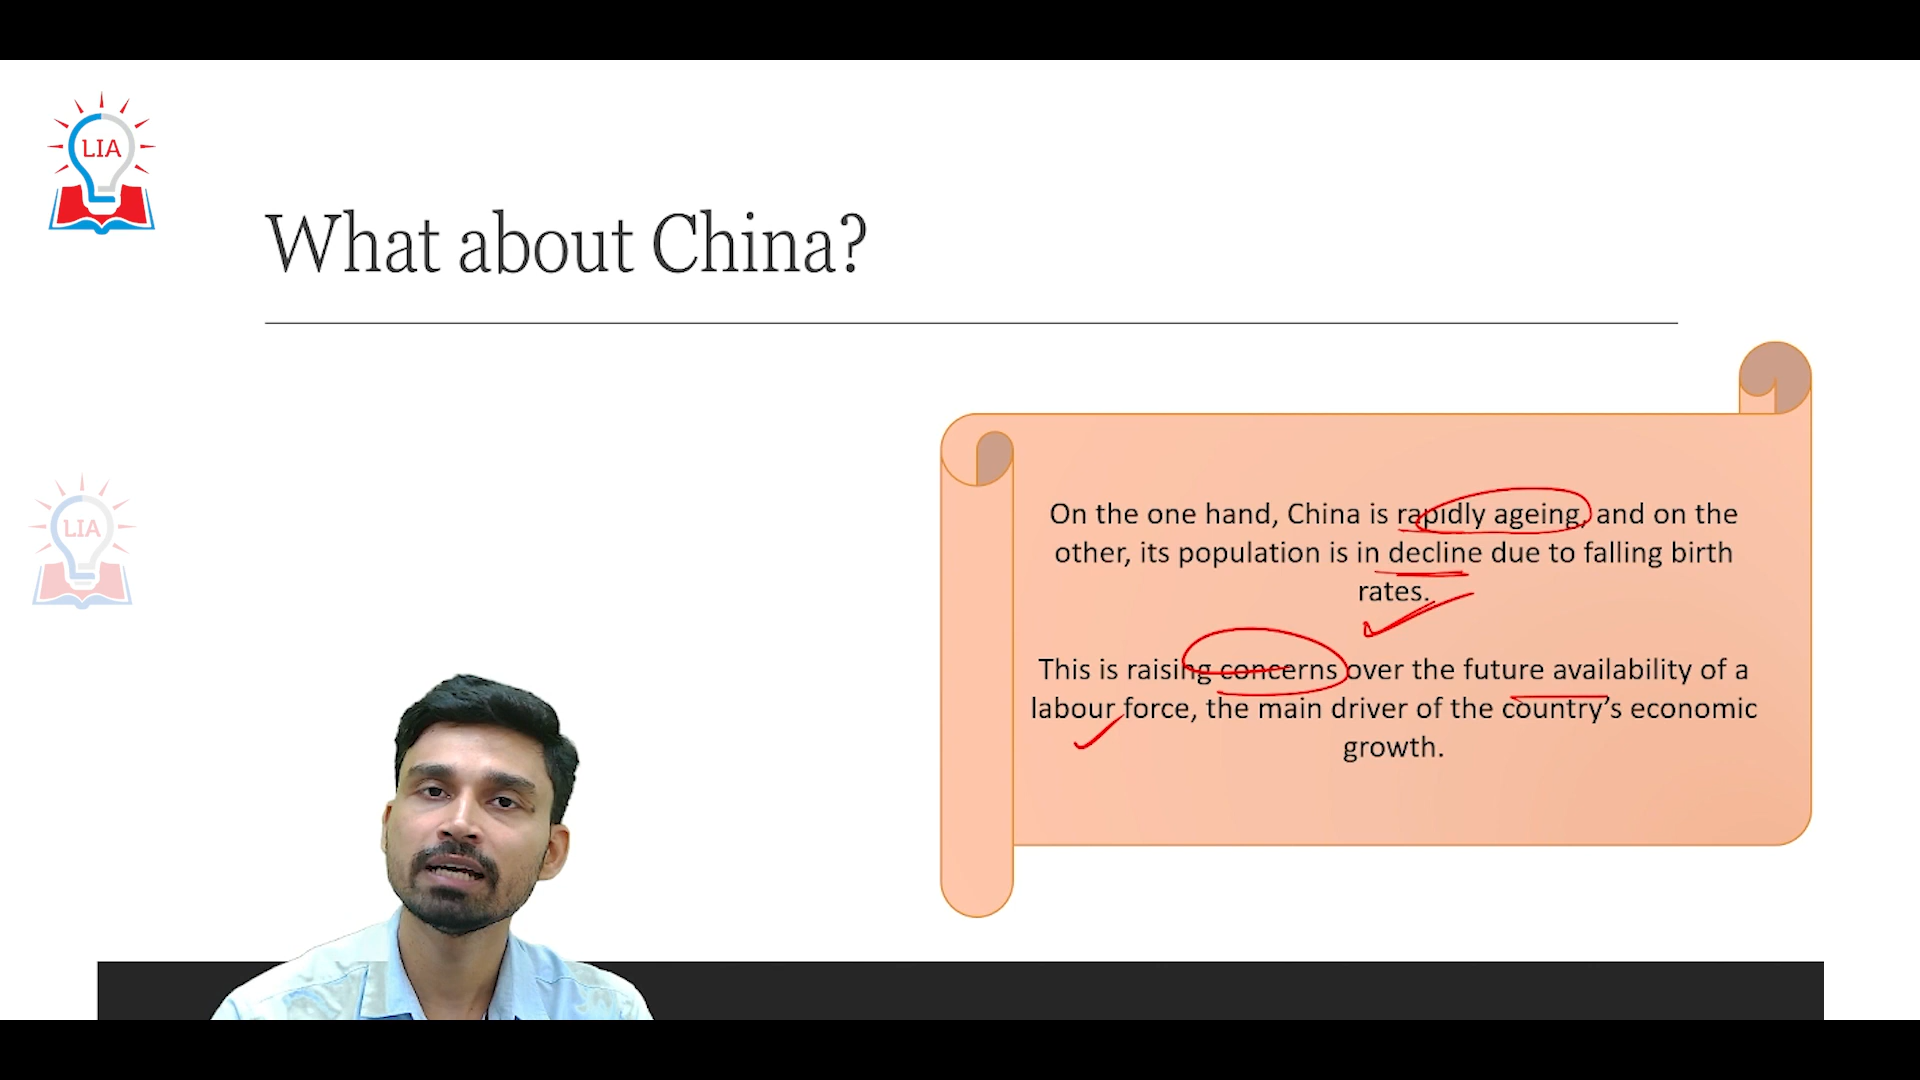 LIA
What about China?
LIA
On the one hand, China is rapidly ageing, and on the
other, its population is in decline due to falling birth
rates.
This is raising concerns over the future availability of a
labour force, the main driver of the country's economic
growth.